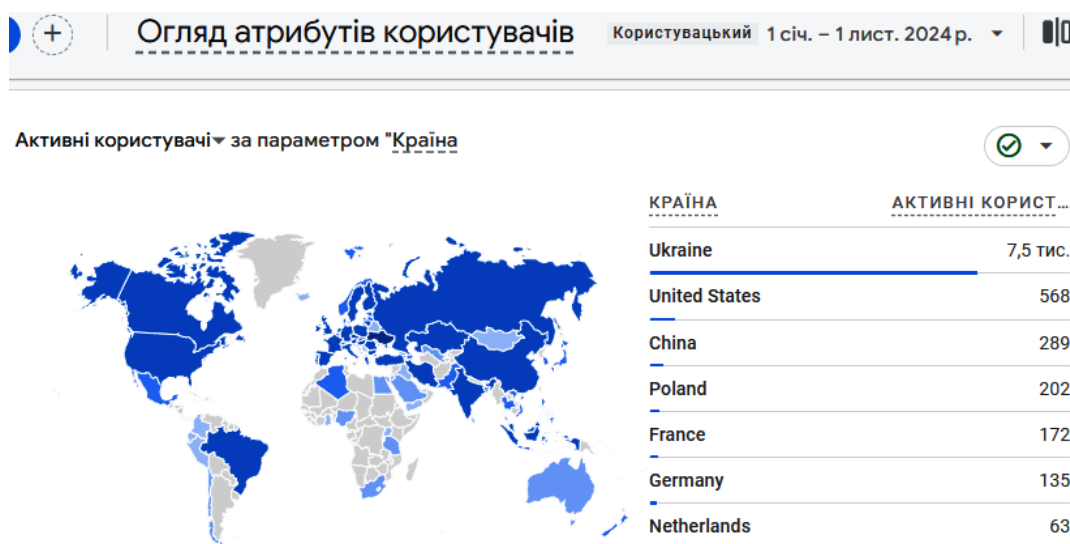 Огляд атрибутів користувачів Користувацький 1 січ. – 1 лист. 2024 р.
Активні користувачі за параметром "Країна
КРАЇНА АКТИВНІ КОРИСТ...
Ukraine 7,5 тис.
United States 568
China 289
Poland 202
France 172
Germany 135
Netherlands 63